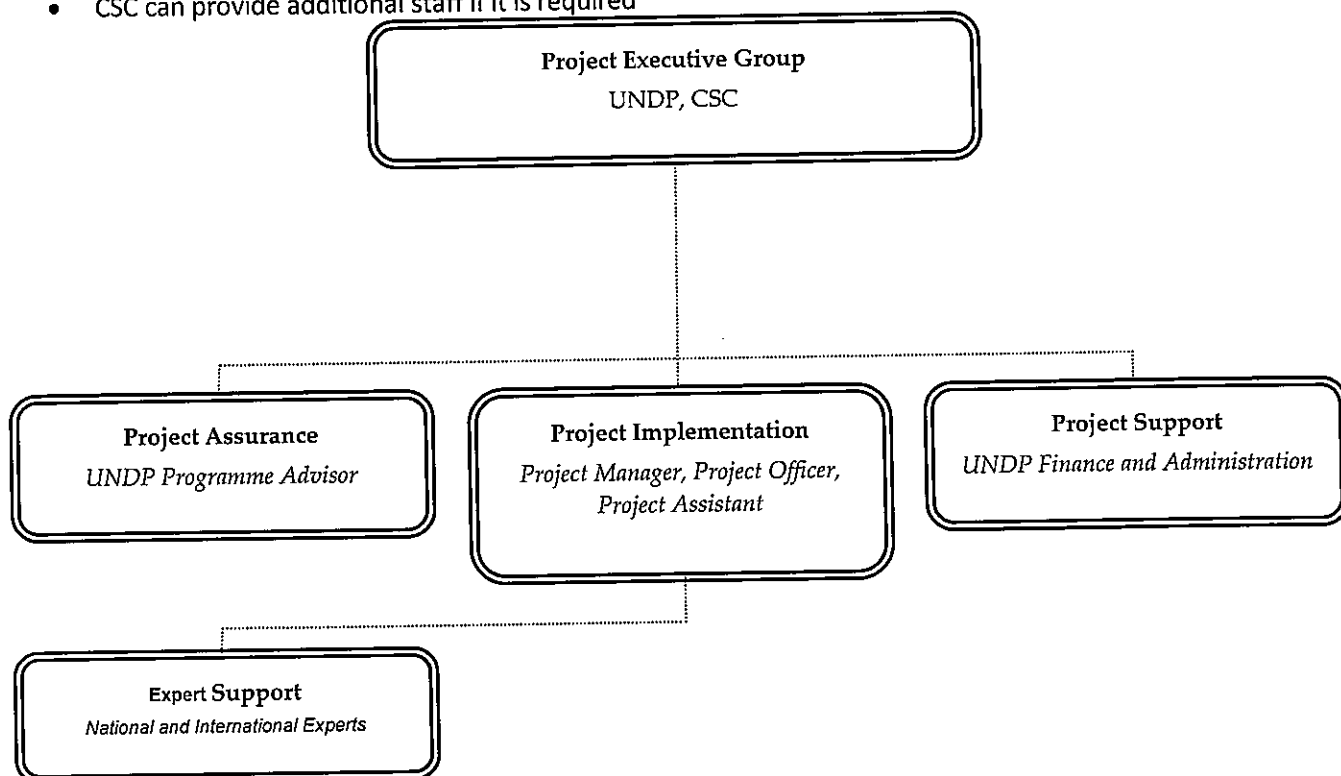 • CSC can provide additional staff if it is required
Project Executive Group
UNDP, CSC
Project Assurance
UNDP Programme Advisor
Project Implementation
Project Manager, Project Officer,
Project Assistant
Project Support
UNDP Finance and Administration
Expert Support
National and International Experts